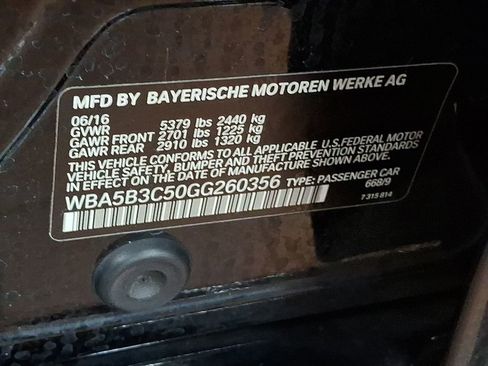 MFD BY BAYERISCHE MOTOREN WERKE AG
06/16
GVWR 5379 lbs 2440 kg
GAWR FRONT 2701 lbs 1225 kg
GAWR REAR 2910 lbs 1320 kg
THIS VEHICLE CONFORMS TO ALL APPLICABLE U.S.FEDERAL MOTOR
VEHICLE SAFETY, BUMPER AND THEFT PREVENTION STANDARDS
IN EFFECT ON THE DATE OF MANUFACTURE SHOWN ABOVE.
WBA5B3C50GG260356 TYPE: PASSENGER CAR
668/9
7 315 814